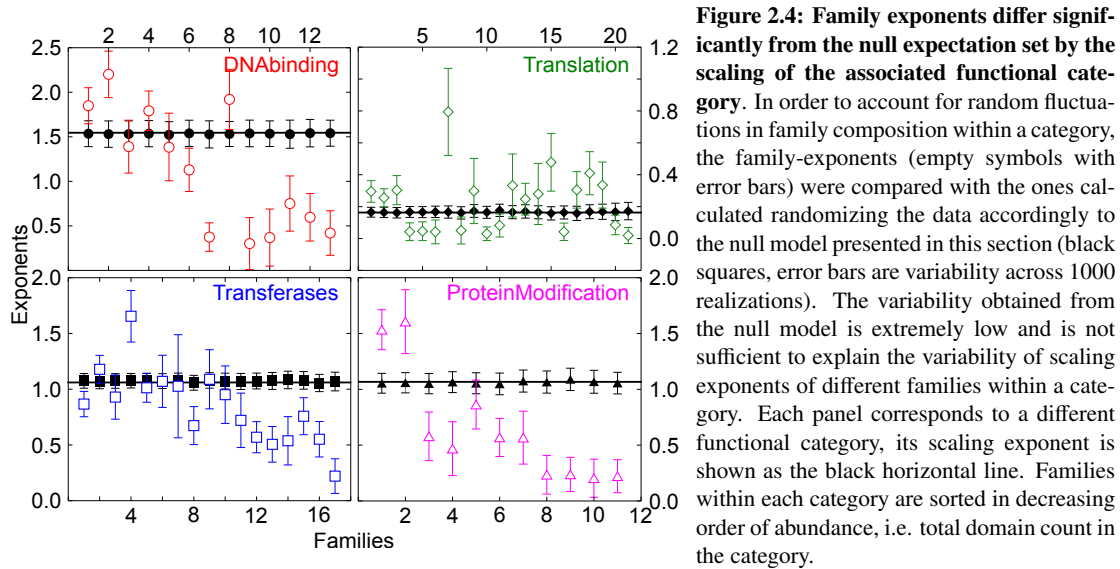 2 4 6 8 10 12
5 10 15 20
2.5
2.0
1.5
1.0
0.5
DNAbinding
Translation
1.2
0.8
0.4
0.0
Exponents
2.0
1.5
1.0
0.5
0.0
Transferases
ProteinModification
2.0
1.5
1.0
0.5
0.0
4 8 12 16
2 4 6 8 10 12
Families
Figure 2.4: Family exponents differ signif-
icantly from the null expectation set by the
scaling of the associated functional cate-
gory. In order to account for random fluctua-
tions in family composition within a category,
the family-exponents (empty symbols with
error bars) were compared with the ones cal-
culated randomizing the data accordingly to
the null model presented in this section (black
squares, error bars are variability across 1000
realizations). The variability obtained from
the null model is extremely low and is not
sufficient to explain the variability of scaling
exponents of different families within a cate-
gory. Each panel corresponds to a different
functional category, its scaling exponent is
shown as the black horizontal line. Families
within each category are sorted in decreasing
order of abundance, i.e. total domain count in
the category.